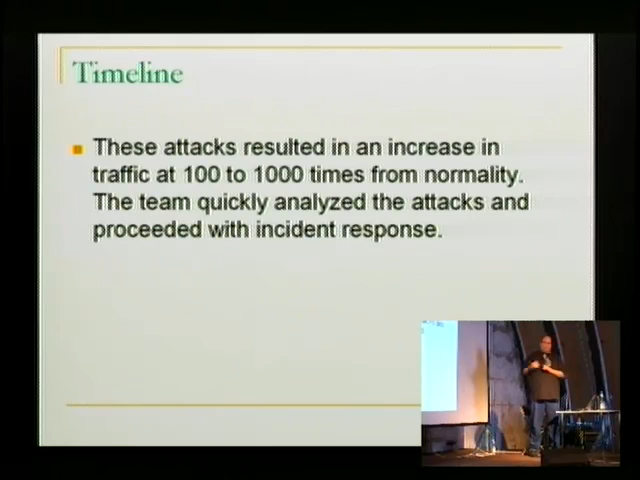 Timeline
These attacks resulted in an increase in
traffic at 100 to 1000 times from normality.
The team quickly analyzed the attacks and
proceeded with incident response.